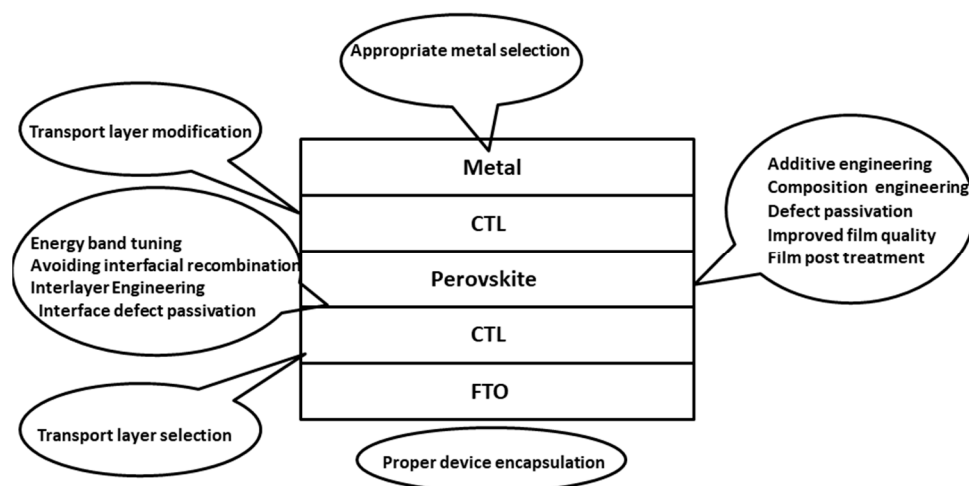 Appropriate metal selection
Transport layer modification
Metal
Additive engineering
Composition engineering
Defect passivation
Improved film quality
Film post treatment
CTL
Energy band tuning
Avoiding interfacial recombination
Interlayer Engineering
Interface defect passivation
Perovskite
CTL
FTO
Transport layer selection
Proper device encapsulation